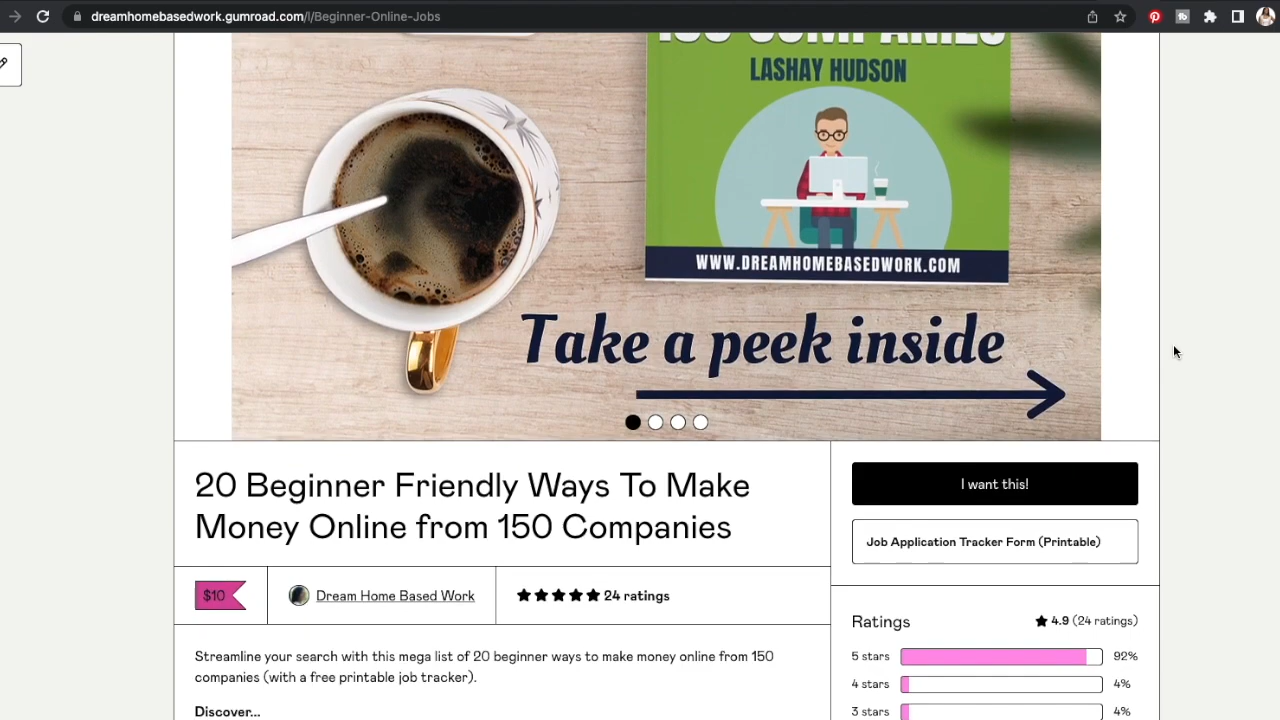 dreamhomebasedwork.gumroad.com/l/Beginner-Online-Jobs
150 COMPANIES
LASHAY HUDSON
WWW.DREAMHOMEBASEDWORK.COM
Take a peek inside
20 Beginner Friendly Ways To Make
Money Online from 150 Companies
$10
Dream Home Based Work
24 ratings
Streamline your search with this mega list of 20 beginner ways to make money online from 150
companies (with a free printable job tracker).
Discover...
I want this!
Job Application Tracker Form (Printable)
Ratings
4.9 (24 ratings)
5 stars 92%
4 stars 4%
3 stars 4%